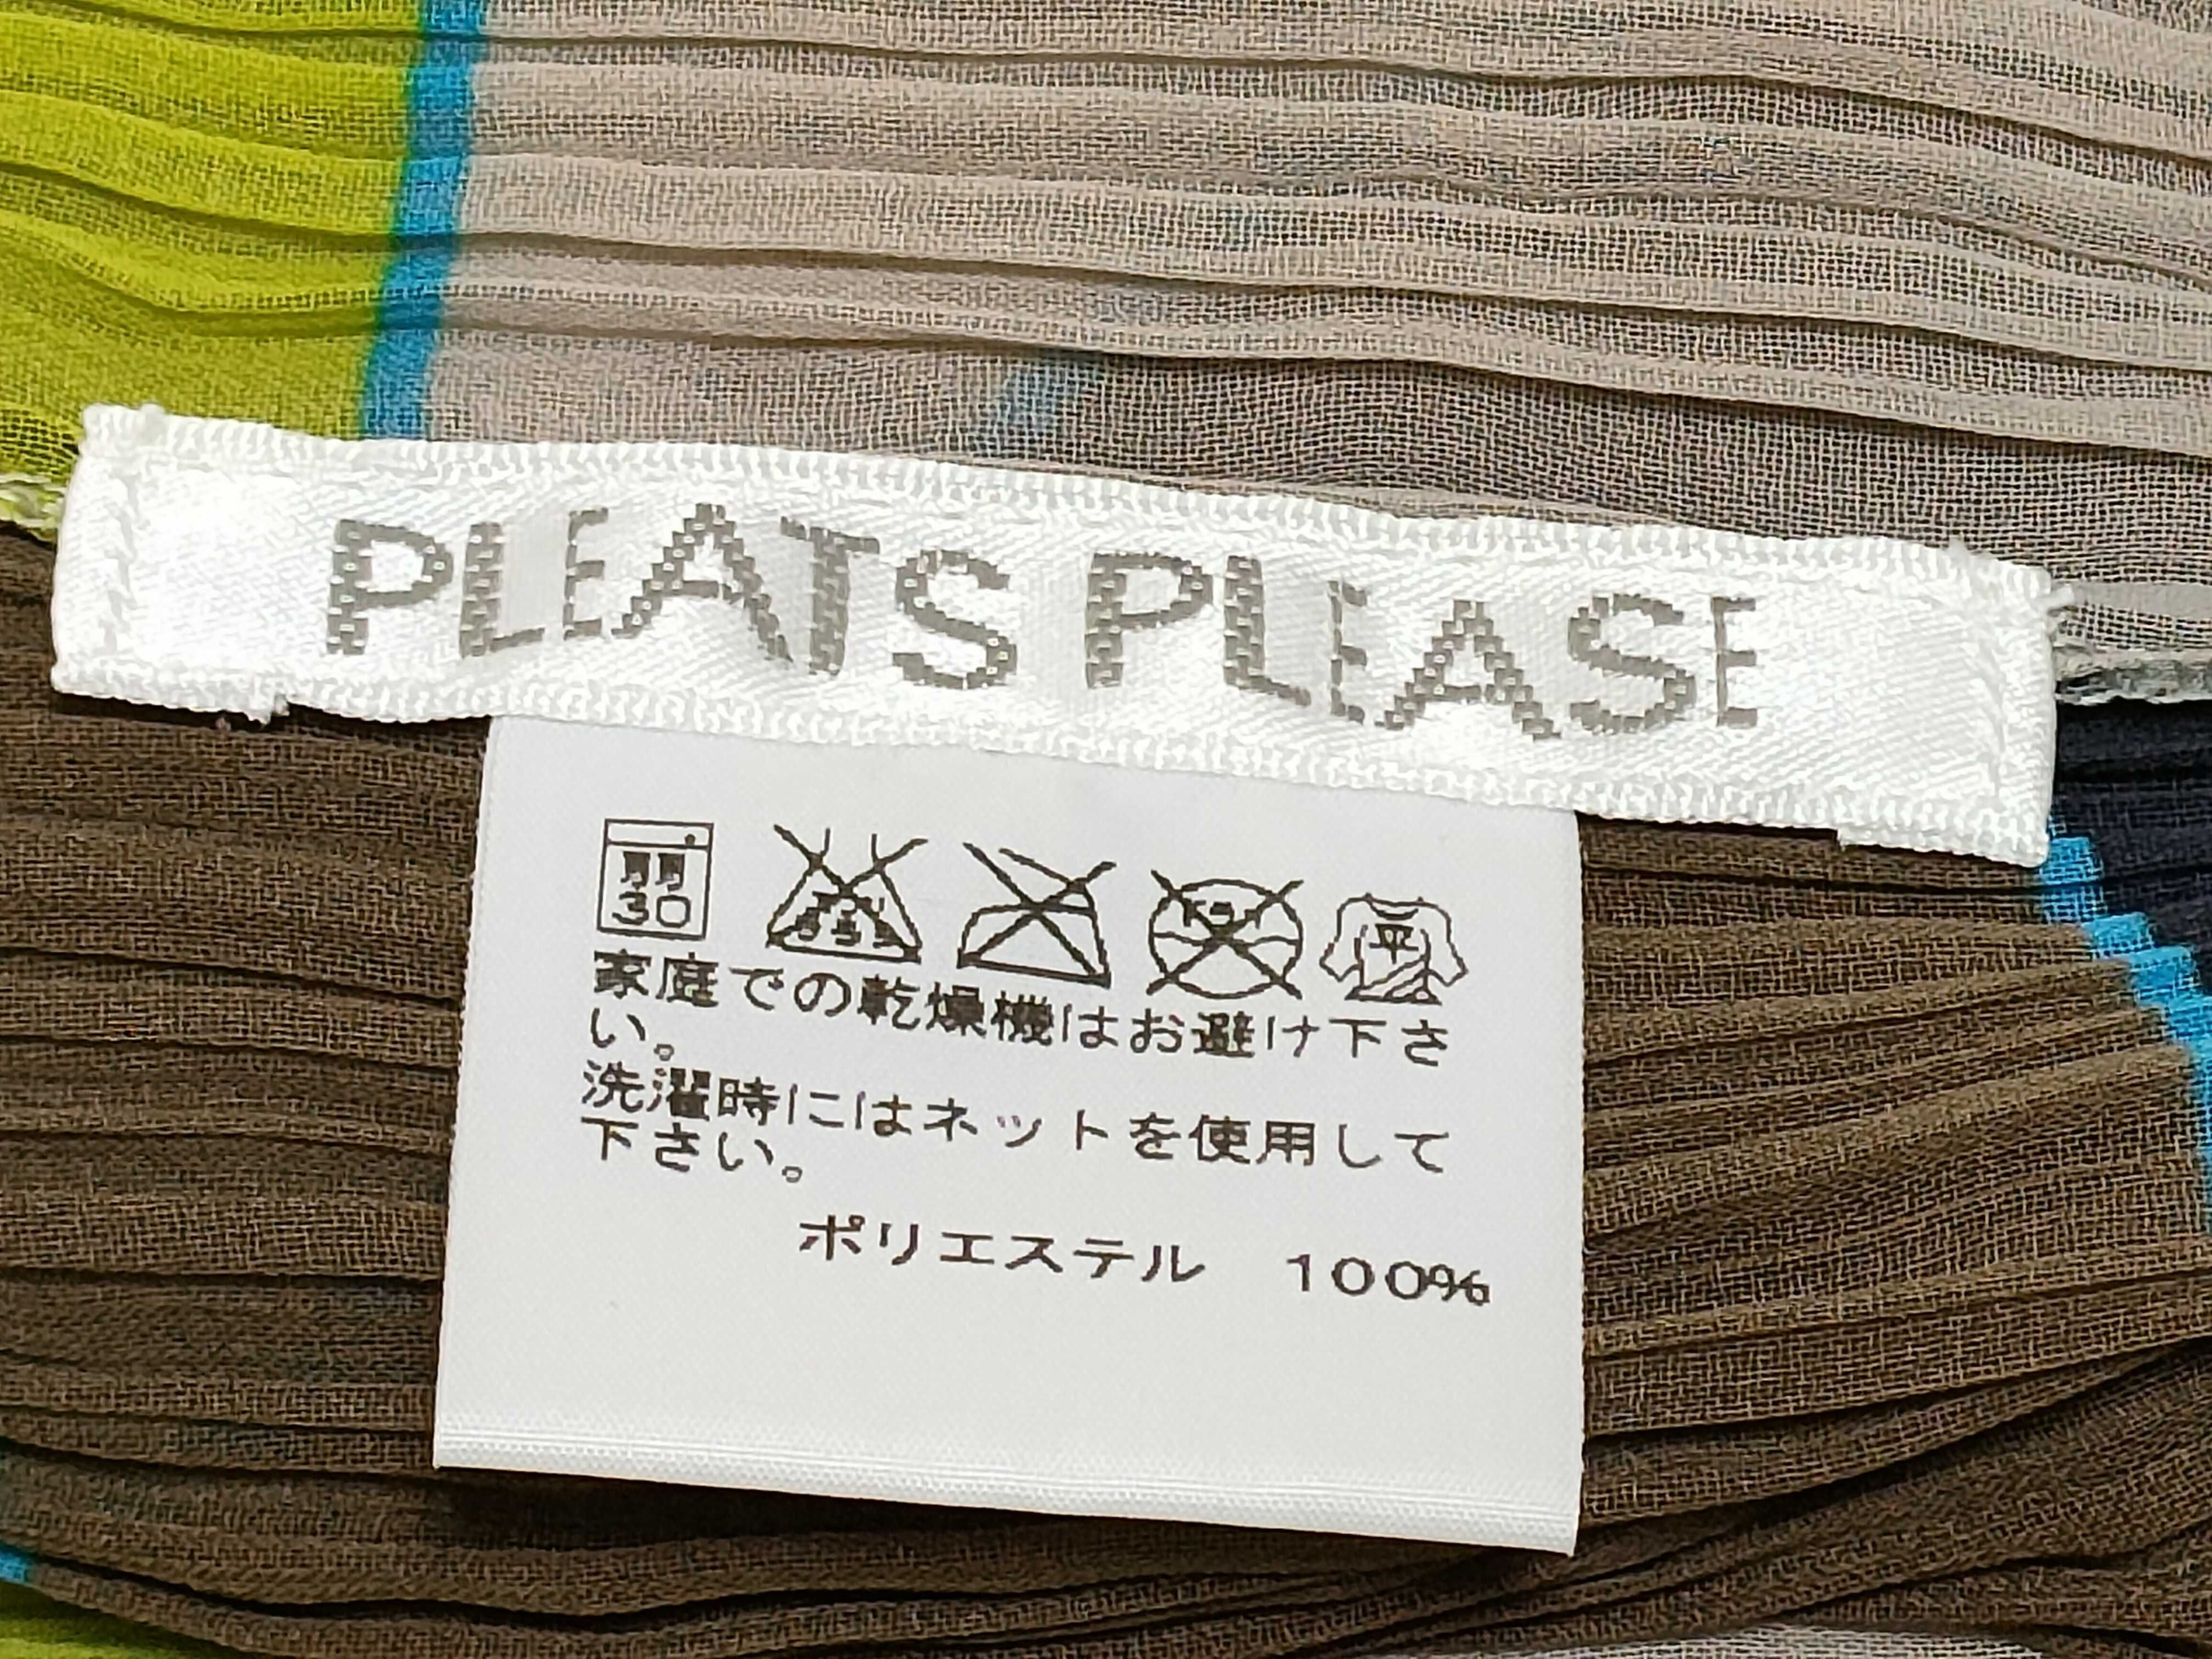 PLEATS PLEASE
30
平
家庭での乾燥機はお避け下さ
い。
洗濯時にはネットを使用して
下さい。
ポリエステル 100%